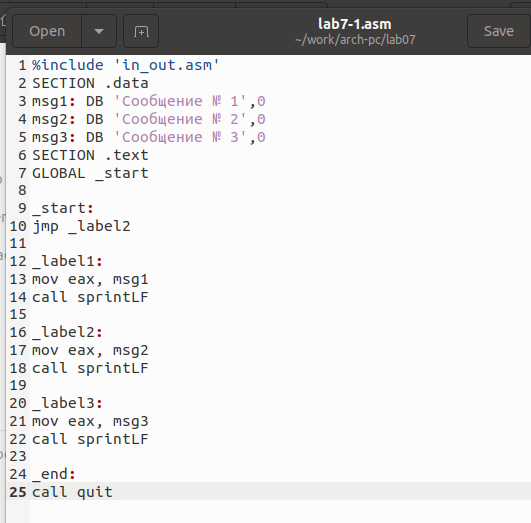 Open
lab7-1.asm
~/work/arch-pc/lab07
Save
1 %include 'in_out.asm'
2 SECTION .data
3 msg1: DB 'Сообщение № 1',0
4 msg2: DB 'Сообщение № 2',0
5 msg3: DB 'Сообщение № 3',0
6 SECTION .text
7 GLOBAL _start
8
9 _start:
10 jmp _label2
11
12 _label1:
13 mov eax, msg1
14 call sprintLF
15
16 _label2:
17 mov eax, msg2
18 call sprintLF
19
20 _label3:
21 mov eax, msg3
22 call sprintLF
23
24 _end:
25 call quit